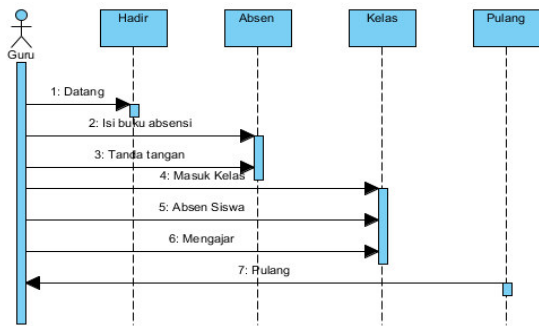 Hadir
Absen
Kelas
Pulang
Guru
1: Datang
2: Isi buku absensi
3: Tanda tangan
4: Masuk Kelas
5: Absen Siswa
6: Mengajar
7: Pulang